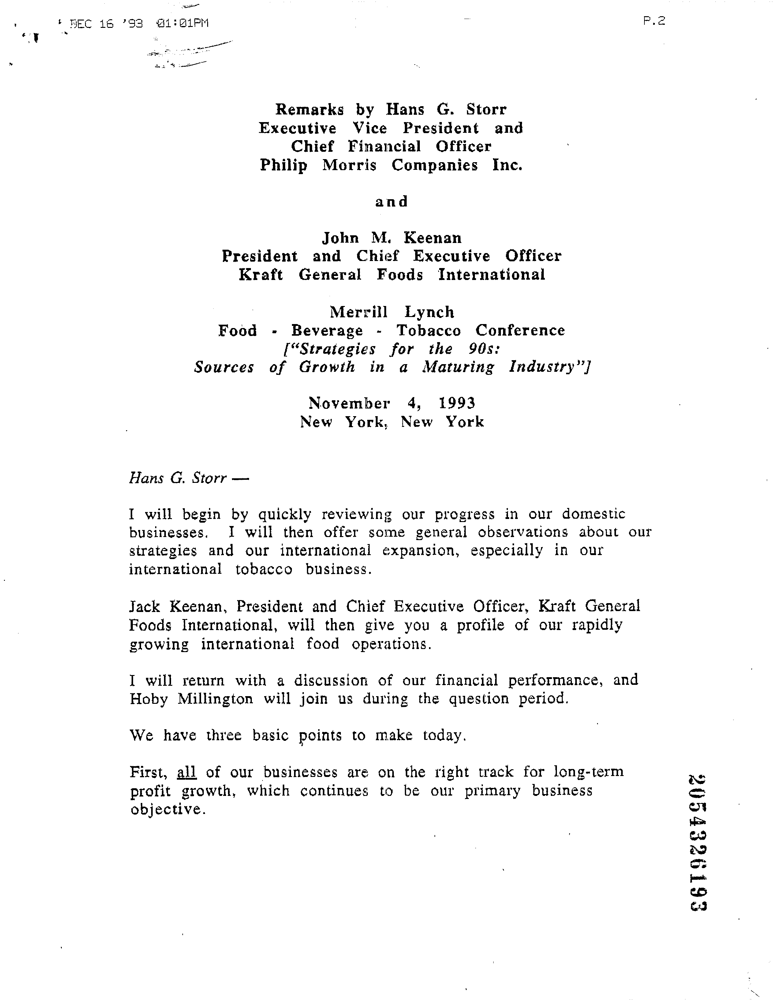 DEC 16 '93 01:01PM P.2
Remarks by Hans G. Storr
Executive Vice President and
Chief Financial Officer
Philip Morris Companies Inc.
and
John M. Keenan
President and Chief Executive Officer
Kraft General Foods International
Merrill Lynch
Food - Beverage - Tobacco Conference
["Strategies for the 90s:
Sources of Growth in a Maturing Industry"]
November 4, 1993
New York, New York
Hans G. Storr —
I will begin by quickly reviewing our progress in our domestic
businesses. I will then offer some general observations about our
strategies and our international expansion, especially in our
international tobacco business.
Jack Keenan, President and Chief Executive Officer, Kraft General
Foods International, will then give you a profile of our rapidly
growing international food operations.
I will return with a discussion of our financial performance, and
Hoby Millington will join us during the question period.
We have three basic points to make today.
First, all of our businesses are on the right track for long-term
profit growth, which continues to be our primary business
objective.
2054326193